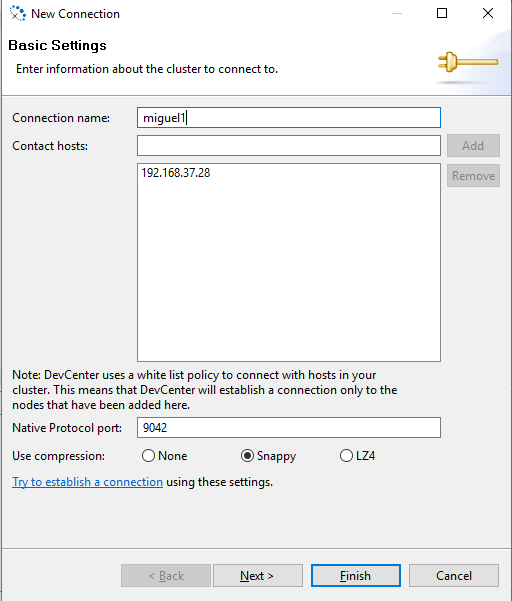 New Connection
Basic Settings
Enter information about the cluster to connect to.
Connection name: miguel1
Contact hosts: Add
192.168.37.28 Remove
Note: DevCenter uses a white list policy to connect with hosts in your
cluster. This means that DevCenter will establish a connection only to the
nodes that have been added here.
Native Protocol port: 9042
Use compression: None Snappy LZ4
Try to establish a connection using these settings.
< Back Next > Finish Cancel